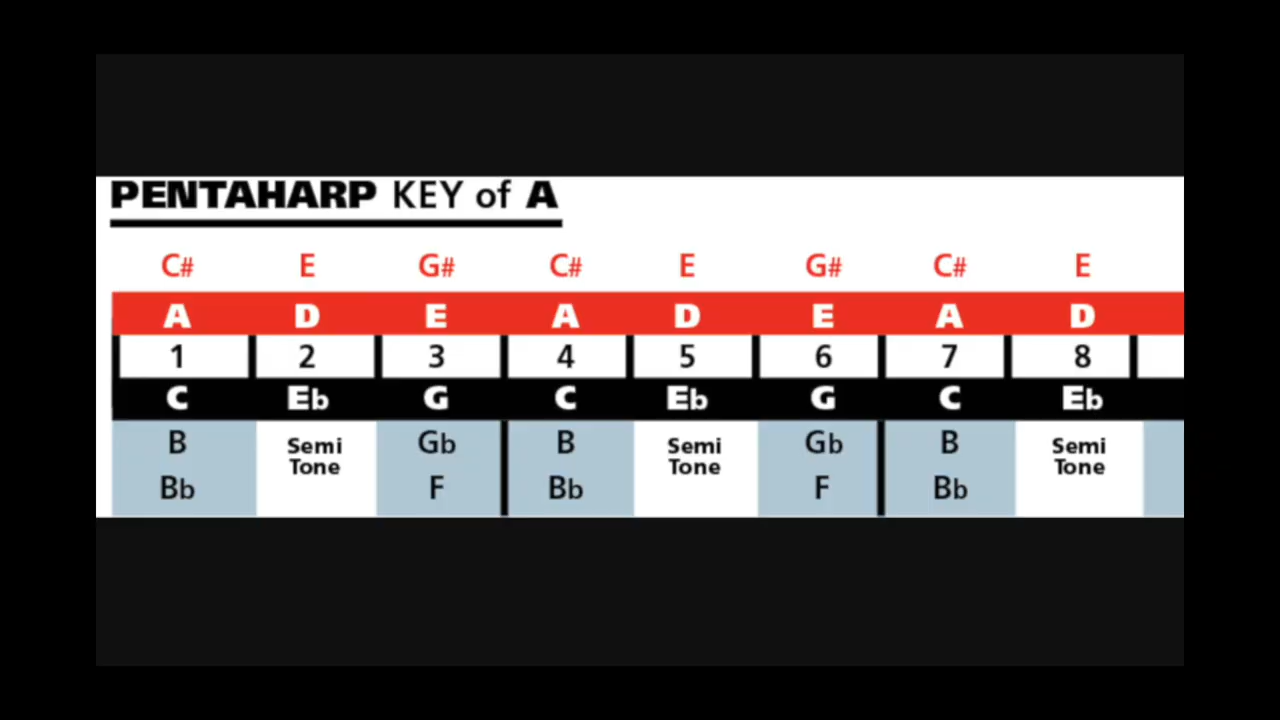 PENTAHARP KEY of A
C# E G# C# E G# C# E
A D E A D E A D
1 2 3 4 5 6 7 8
C Eb G C Eb G C Eb
B Semi Gb B Semi Gb B Semi
Tone Tone Tone
Bb F Bb F Bb